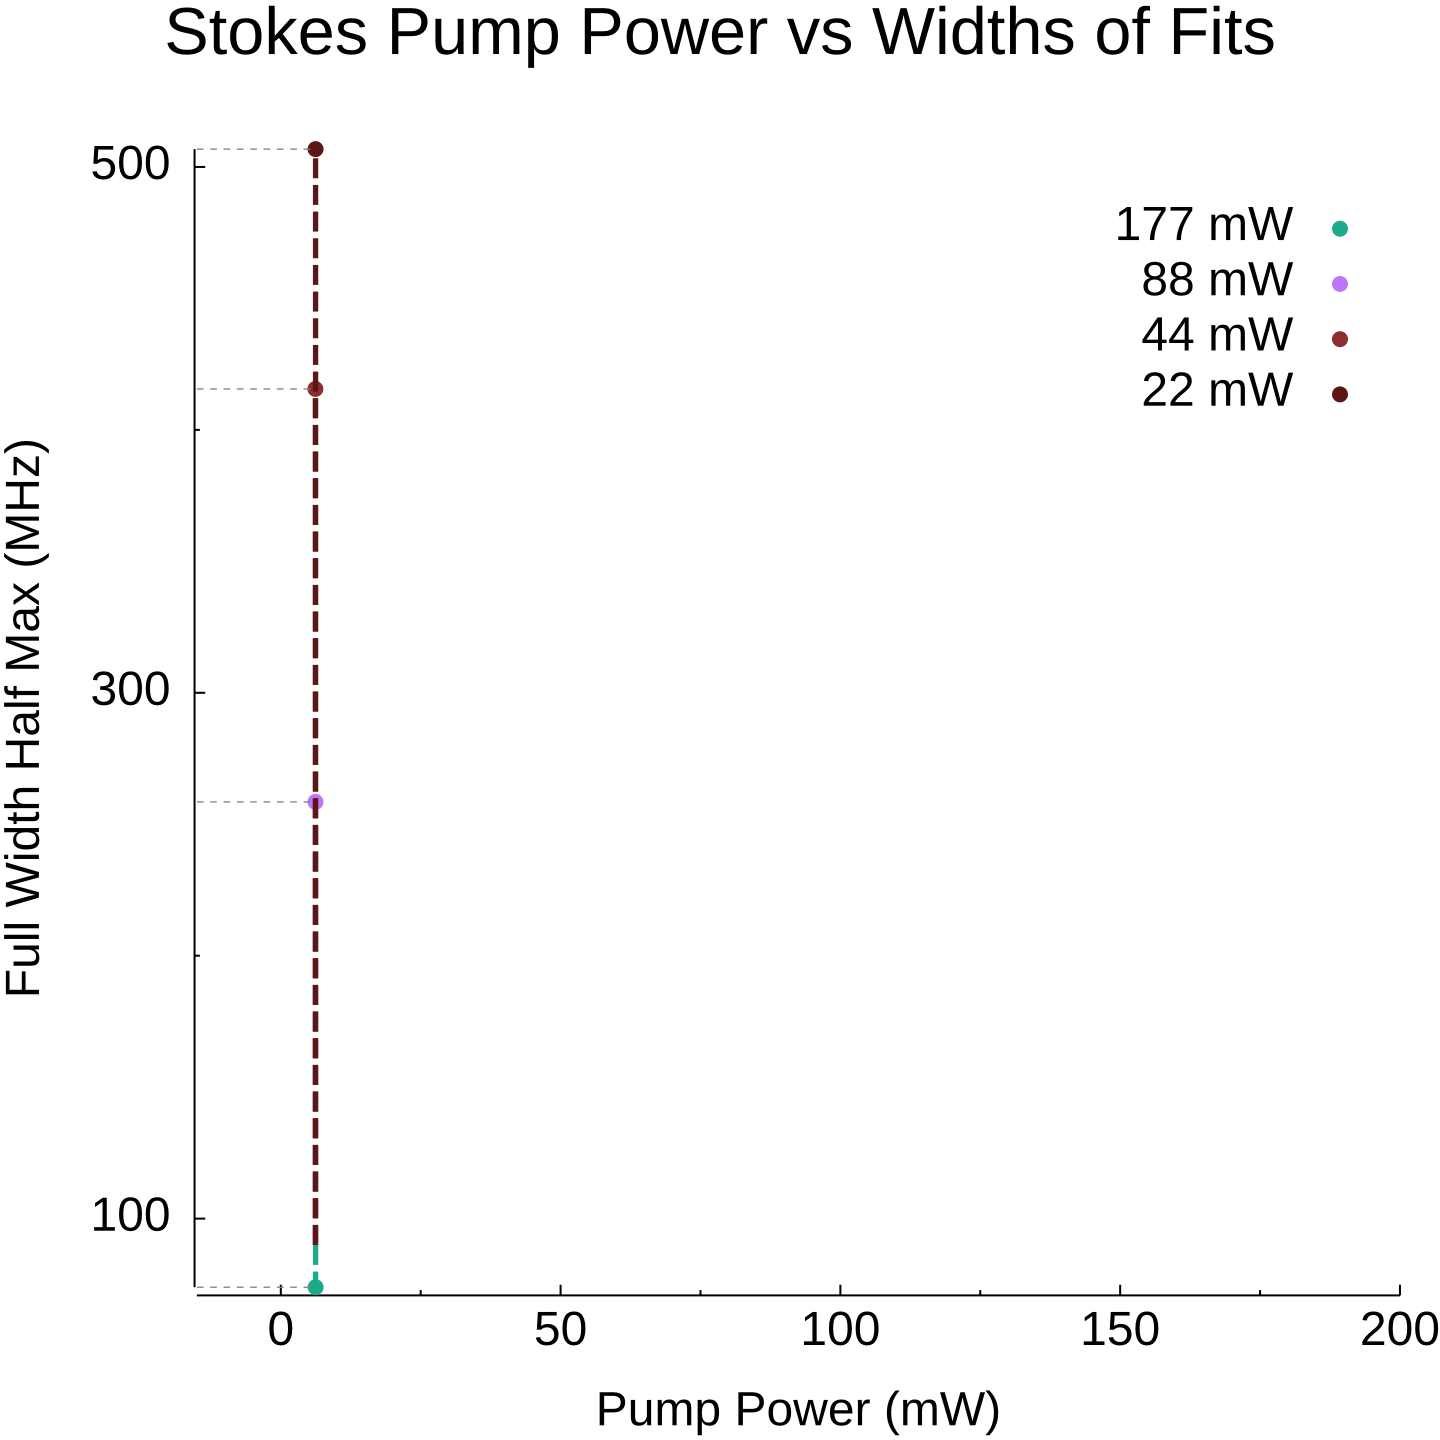 Stokes Pump Power vs Widths of Fits
500
300
100
Full Width Half Max (MHz)
177 mW
88 mW
44 mW
22 mW
0 50 100 150 200
Pump Power (mW)